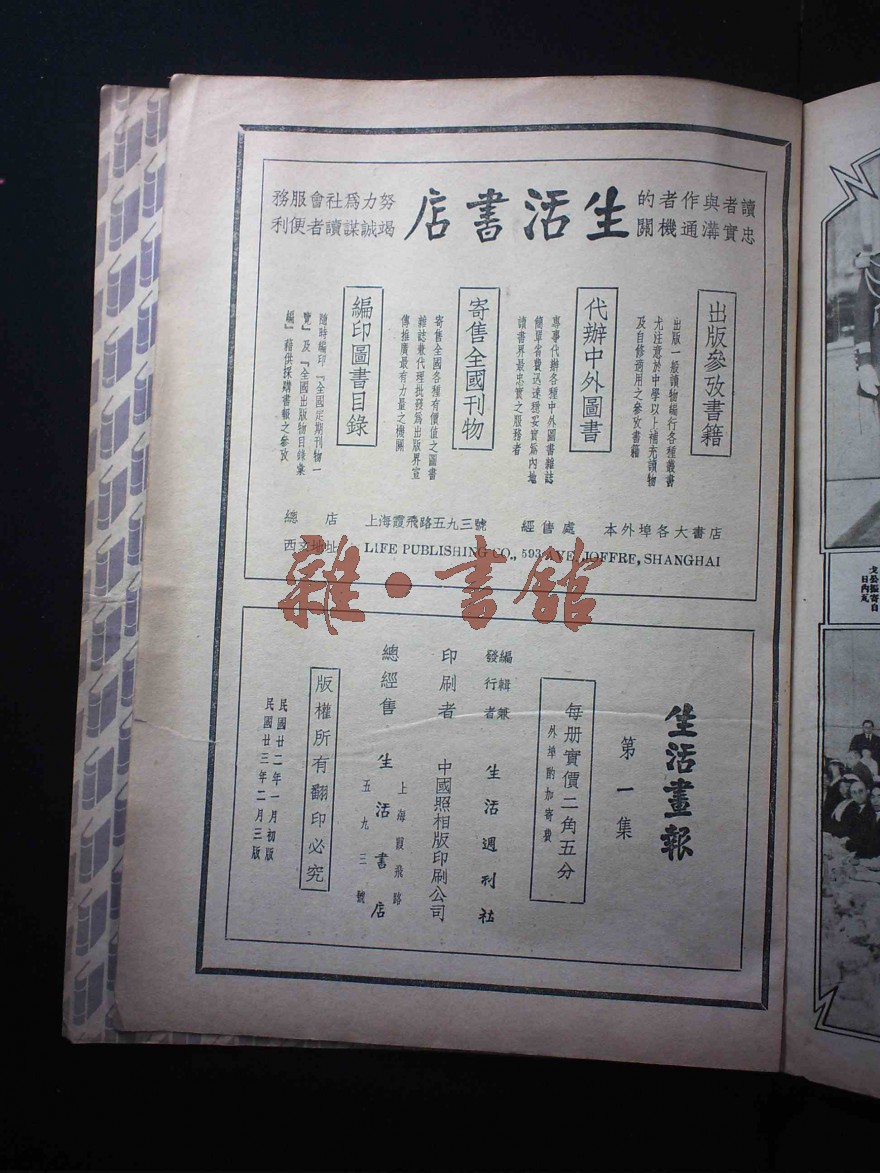 讀者與作者的
忠實溝通機關
生活書店
努力為社會服務
竭誠謀讀者便利
出版參攷書籍
出版一般讀物編行各種叢書
尤注意於中學以上補充讀物
及自修適用之參攷書籍
代辦中外圖書
專事代辦各種中外圖書雜誌
簡單省費迅速穩妥實為內地
讀書界最忠實之服務者
寄售全國刊物
寄售全國各種有價值之圖書
雜誌兼代理批發為出版界宣
傳推廣最有力量之機關
編印圖書目錄
隨時編印『全國定期刊物一
覽』及『全國出版物目錄彙
編』藉供採購書報之參攷
總店 上海霞飛路五九三號 經售處 本外埠各大書店
西文地址 LIFE PUBLISHING CO., 593 AVE. JOFFRE, SHANGHAI
雜·書館
生活畫報
第一集
每册實價二角五分
外埠酌加寄費
編輯兼
發行者 生活週刊社
印刷者 中國照相版印刷公司
總經售 生活書店
上海霞飛路
五九三號
版權所有翻印必究
民國廿二年一月初版
民國廿三年二月三版
戈公振寄自
日內瓦